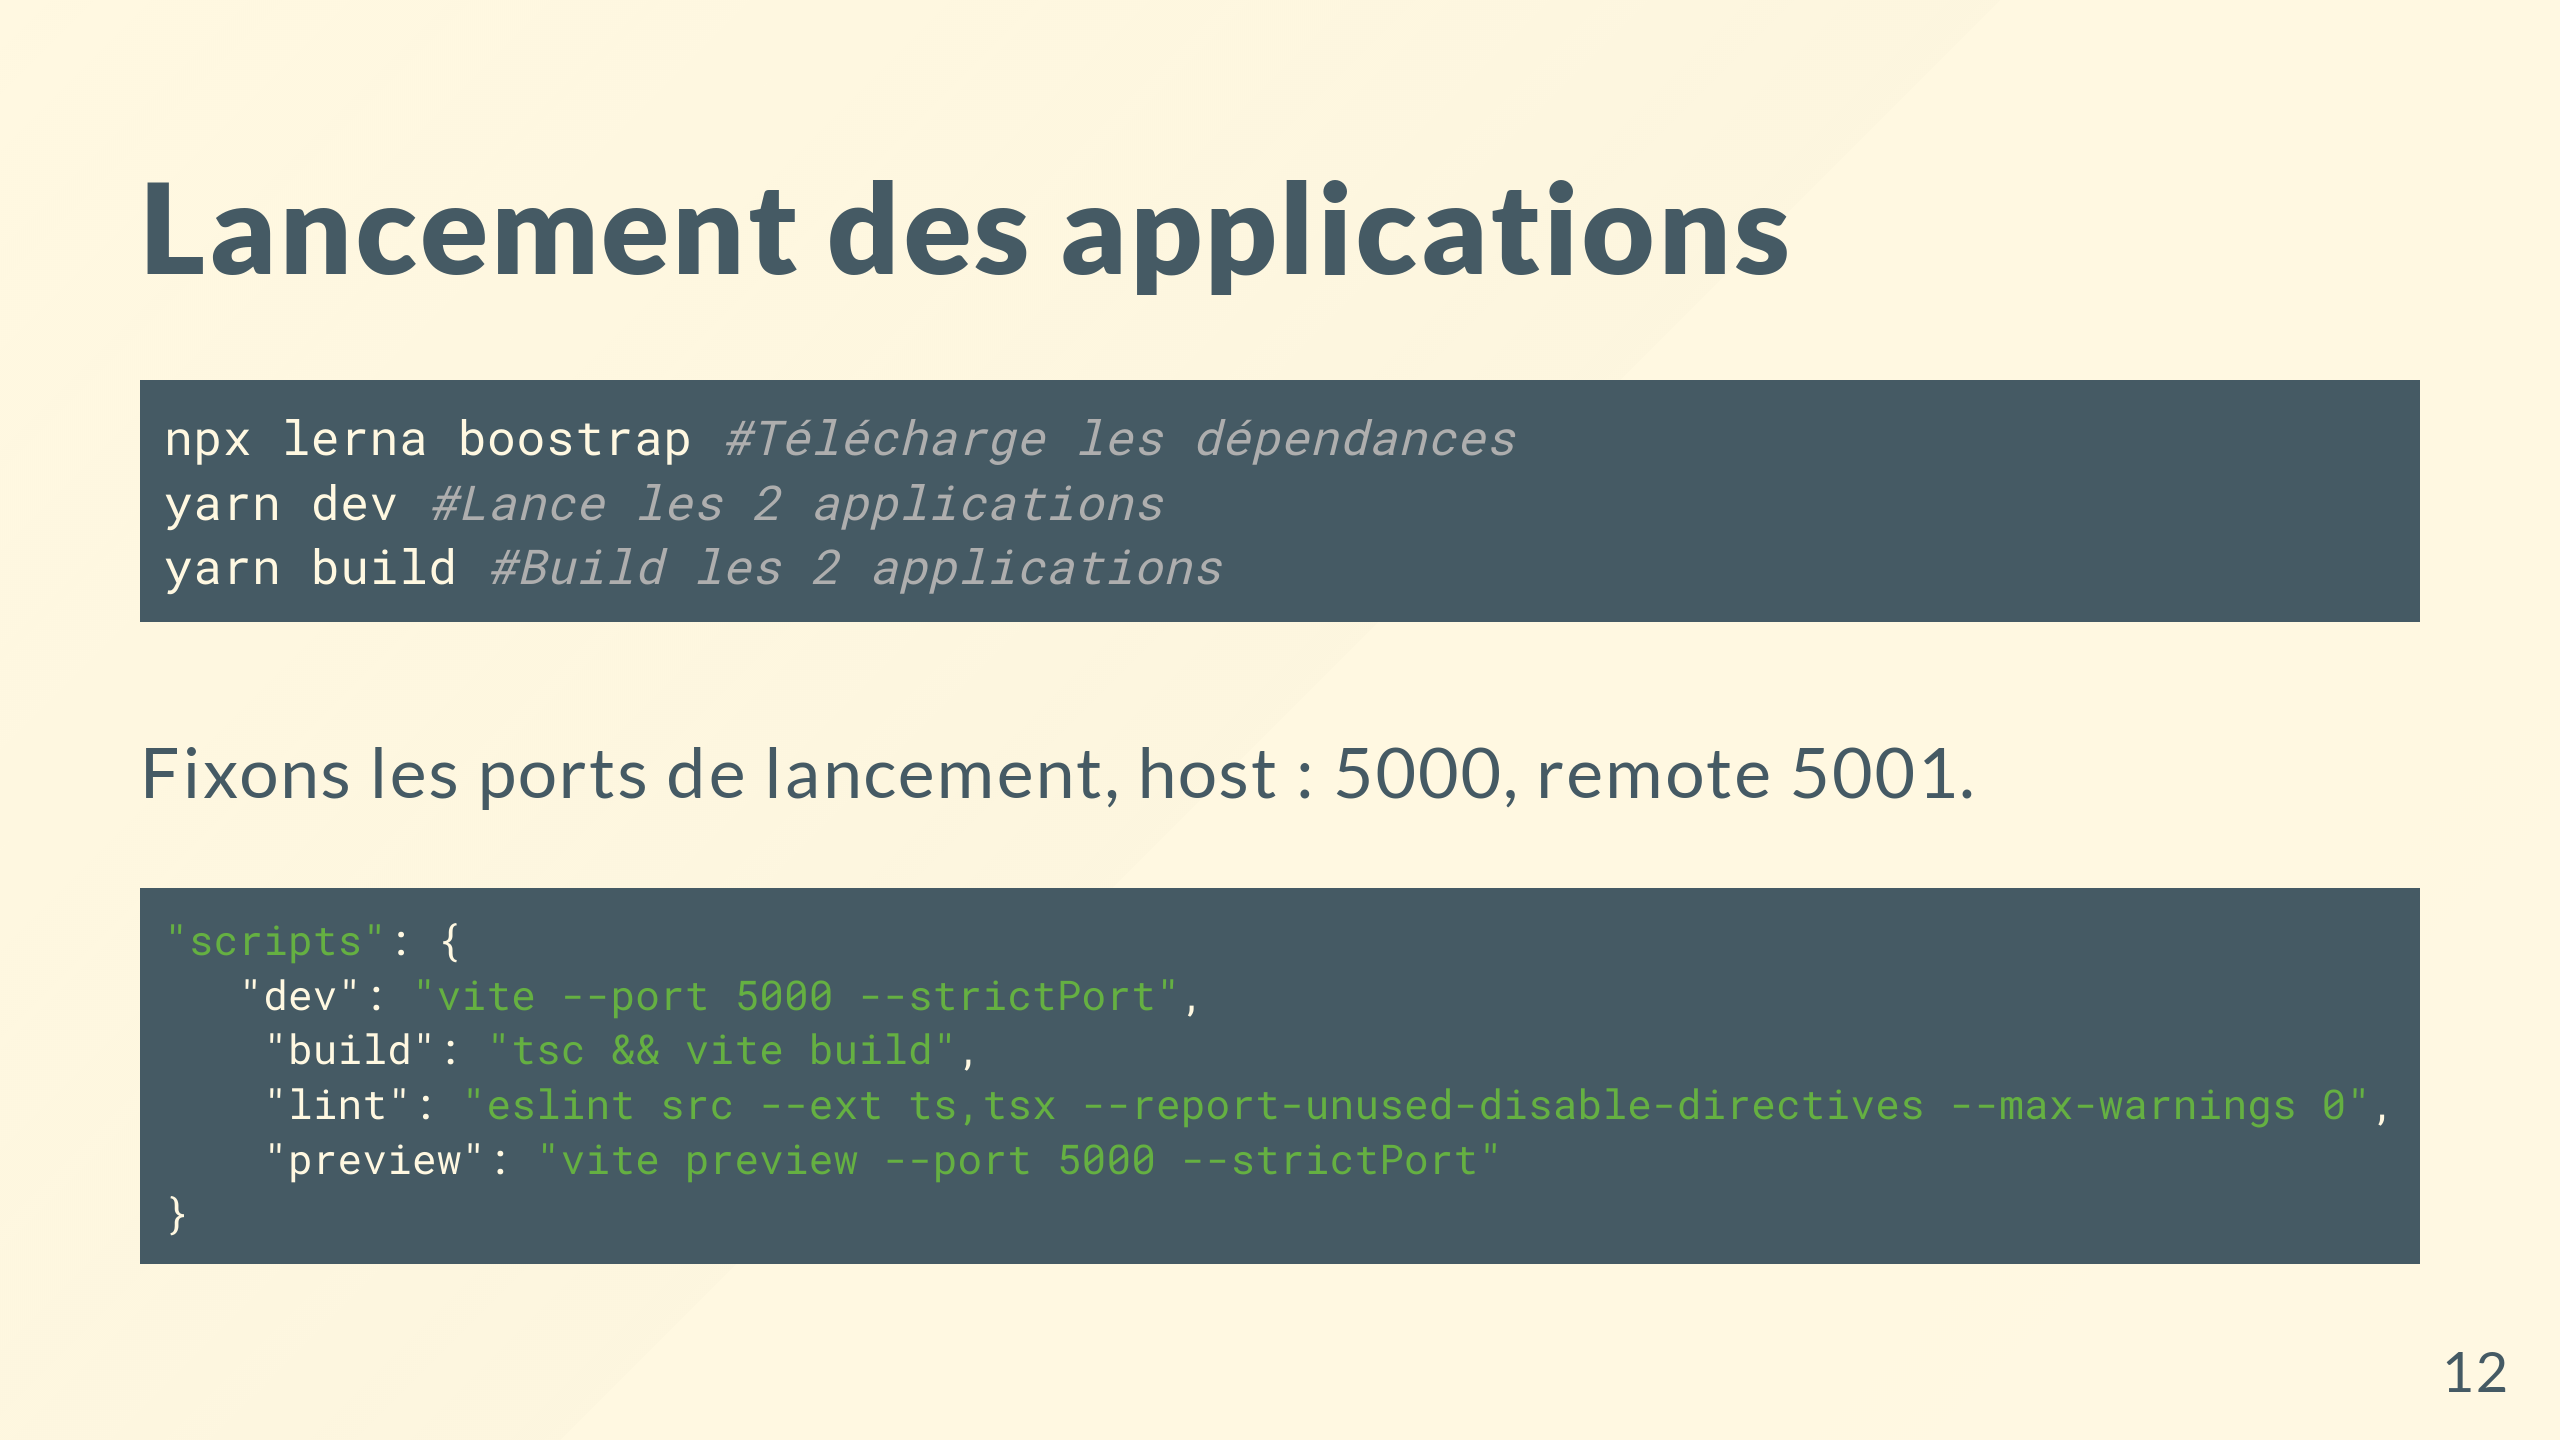 Lancement des applications
npx lerna boostrap #Télécharge les dépendances
yarn dev #Lance les 2 applications
yarn build #Build les 2 applications
Fixons les ports de lancement, host : 5000, remote 5001.
"scripts": {
   "dev": "vite --port 5000 --strictPort",
    "build": "tsc && vite build",
    "lint": "eslint src --ext ts,tsx --report-unused-disable-directives --max-warnings 0",
    "preview": "vite preview --port 5000 --strictPort"
}
12